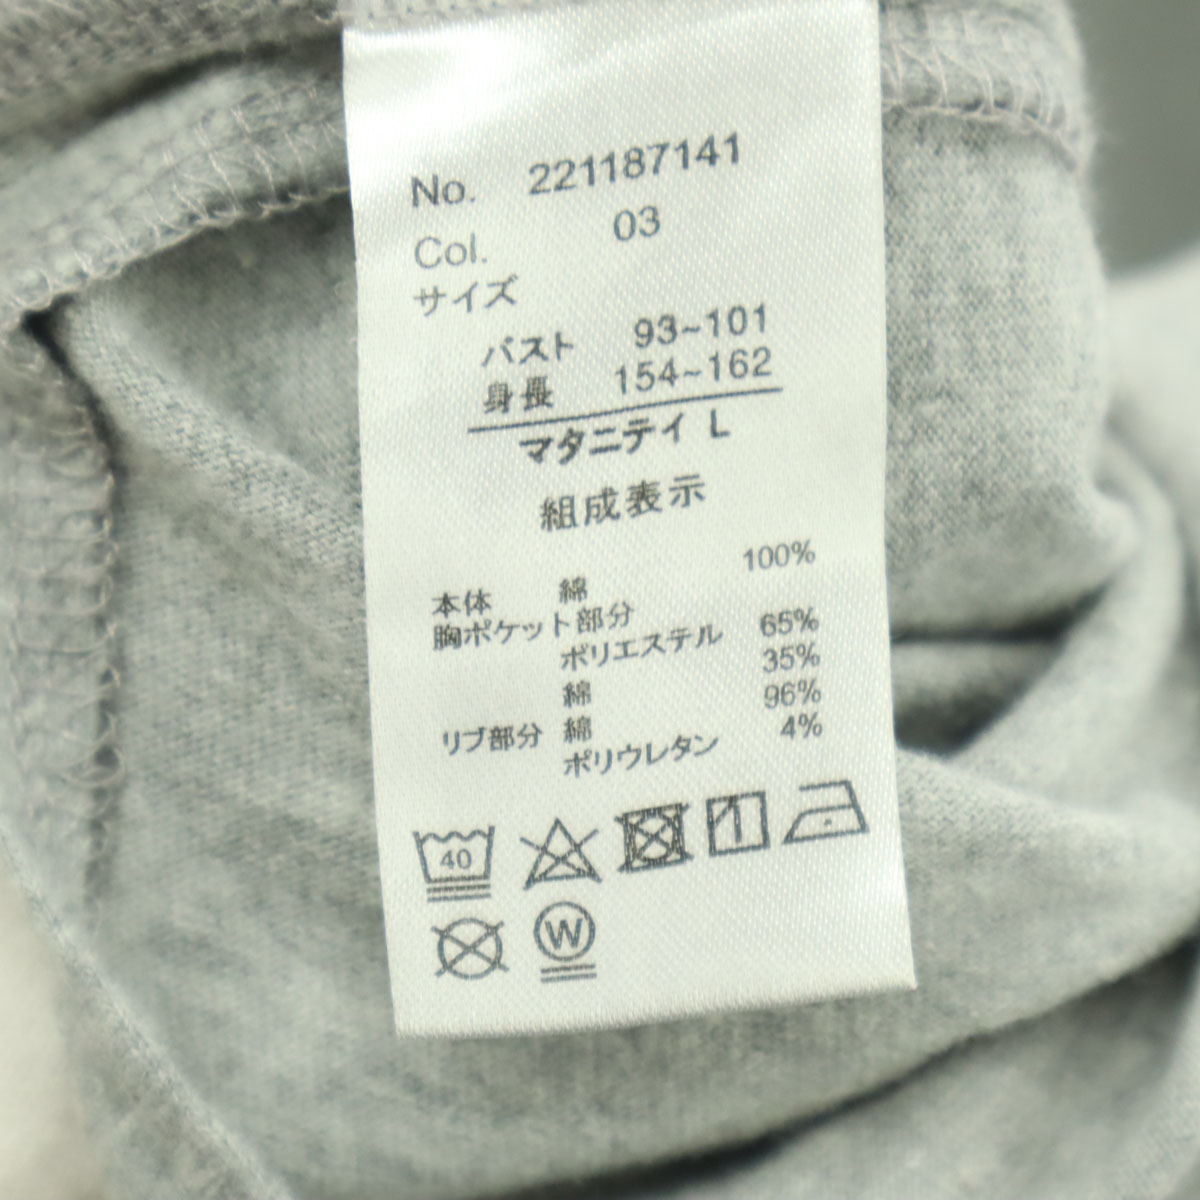 No. 221187141
Col. 03
サイズ
バスト 93~101
身長 154~162
マタニティ L
組成表示
本体 綿 100%
胸ポケット部分
ポリエステル 65%
綿 35%
リブ部分 綿 96%
ポリウレタン 4%
40
W